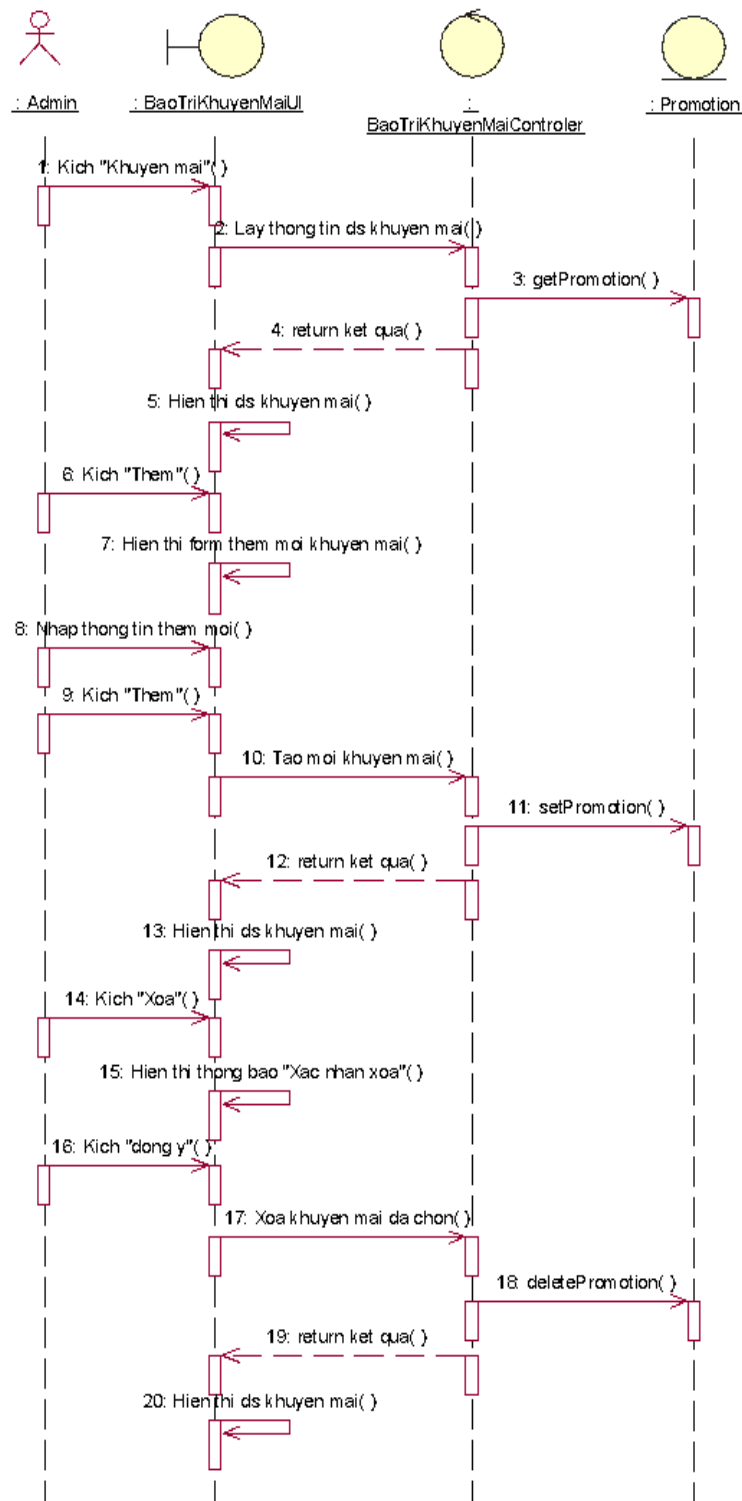 : Admin
: BaoTriKhuyenMaiUI
:
BaoTriKhuyenMaiControler
: Promotion
1: Kich "Khuyen mai"( )
2: Lay thong tin ds khuyen mai( )
3: getPromotion( )
4: return ket qua( )
5: Hien thi ds khuyen mai( )
6: Kich "Them"( )
7: Hien thi form them moi khuyen mai( )
8: Nhap thong tin them moi( )
9: Kich "Them"( )
10: Tao moi khuyen mai( )
11: setPromotion( )
12: return ket qua( )
13: Hien thi ds khuyen mai( )
14: Kich "Xoa"( )
15: Hien thi thong bao "Xac nhan xoa"( )
16: Kich "dong y"( )
17: Xoa khuyen mai da chon( )
18: deletePromotion( )
19: return ket qua( )
20: Hien thi ds khuyen mai( )